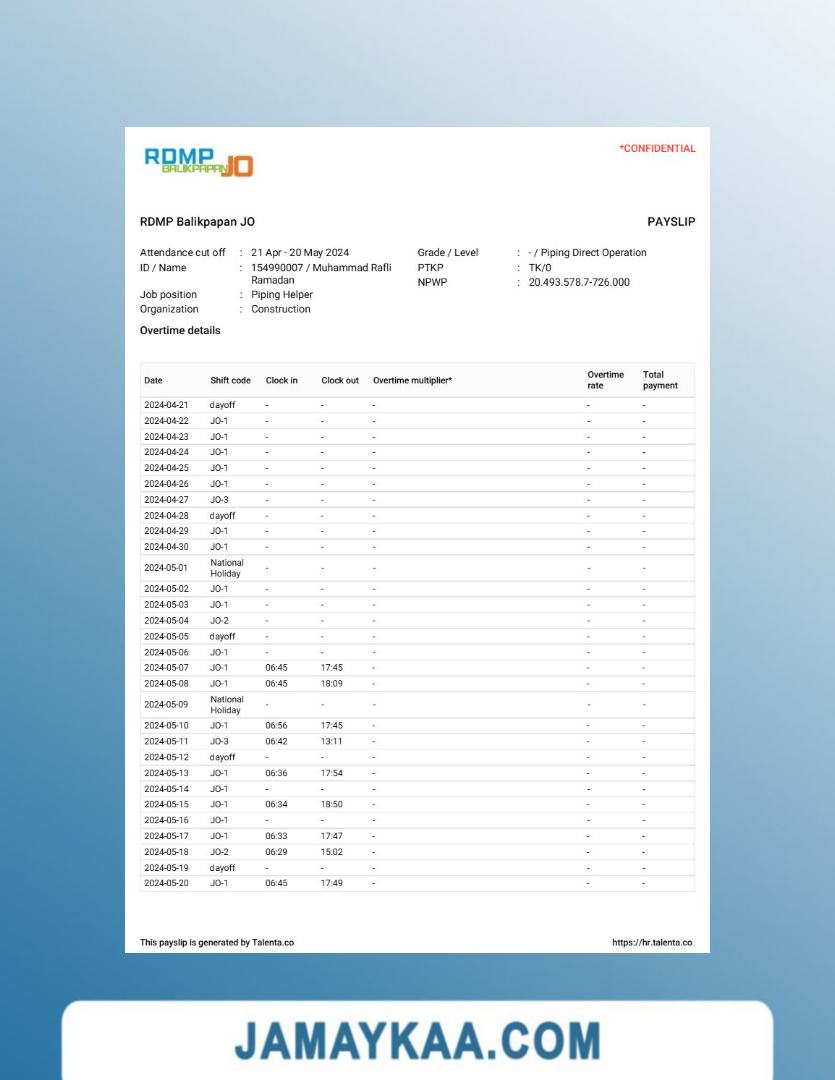 RDMP
BALIKPAPAN JO
*CONFIDENTIAL
RDMP Balikpapan JO PAYSLIP
Attendance cut off : 21 Apr - 20 May 2024 Grade / Level : - / Piping Direct Operation
ID / Name : 154990007 / Muhammad Rafli Ramadan PTKP : TK/0
NPWP : 20.493.578.7-726.000
Job position : Piping Helper
Organization : Construction
Overtime details
Date Shift code Clock in Clock out Overtime multiplier* Overtime rate Total payment
2024-04-21 dayoff - - - - -
2024-04-22 JO-1 - - - - -
2024-04-23 JO-1 - - - - -
2024-04-24 JO-1 - - - - -
2024-04-25 JO-1 - - - - -
2024-04-26 JO-1 - - - - -
2024-04-27 JO-3 - - - - -
2024-04-28 dayoff - - - - -
2024-04-29 JO-1 - - - - -
2024-04-30 JO-1 - - - - -
2024-05-01 National Holiday - - - - -
2024-05-02 JO-1 - - - - -
2024-05-03 JO-1 - - - - -
2024-05-04 JO-2 - - - - -
2024-05-05 dayoff - - - - -
2024-05-06 JO-1 - - - - -
2024-05-07 JO-1 06:45 17:45 - - -
2024-05-08 JO-1 06:45 18:09 - - -
2024-05-09 National Holiday - - - - -
2024-05-10 JO-1 06:56 17:45 - - -
2024-05-11 JO-3 06:42 13:11 - - -
2024-05-12 dayoff - - - - -
2024-05-13 JO-1 06:36 17:54 - - -
2024-05-14 JO-1 - - - - -
2024-05-15 JO-1 06:34 18:50 - - -
2024-05-16 JO-1 - - - - -
2024-05-17 JO-1 06:33 17:47 - - -
2024-05-18 JO-2 06:29 15:02 - - -
2024-05-19 dayoff - - - - -
2024-05-20 JO-1 06:45 17:49 - - -
This payslip is generated by Talenta.co https://hr.talenta.co
JAMAYKAA.COM